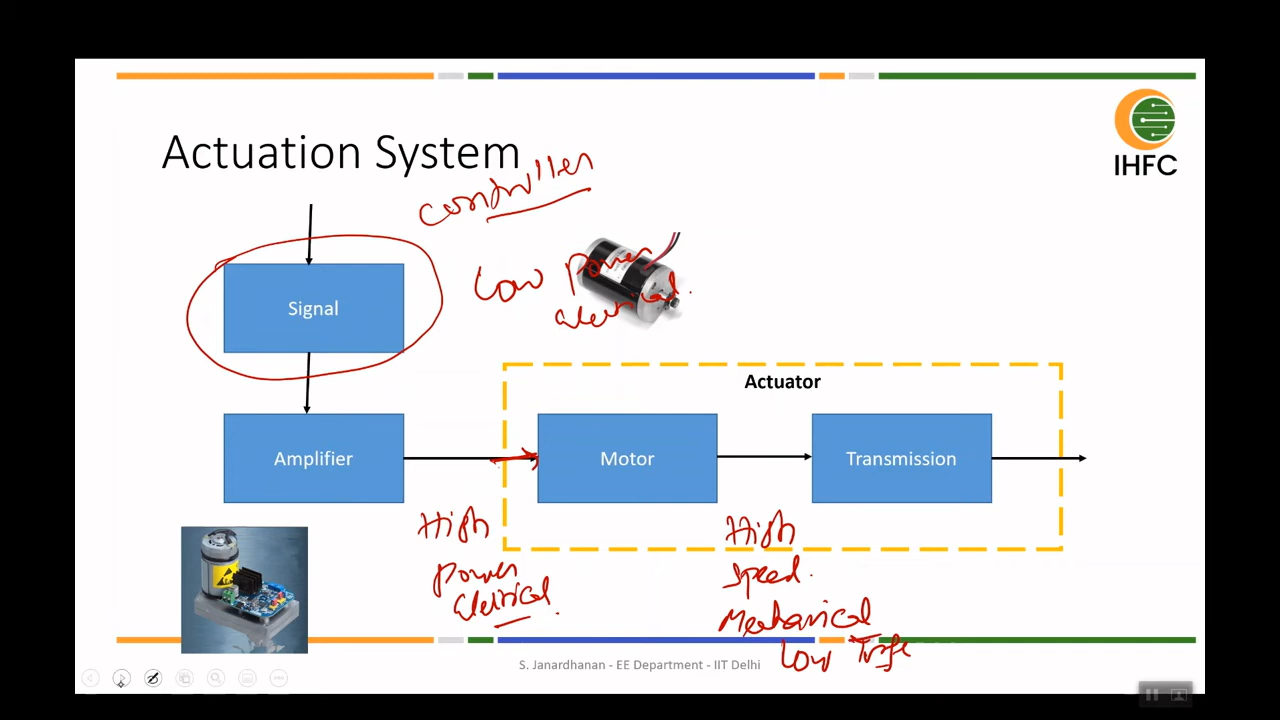 Actuation System
IHFC
controller
Signal
Low power
electrical.
Actuator
Amplifier
Motor
Transmission
High
power
Eletrical.
High
Speed.
Mechanical
Low
S. Janardhanan - EE Department - IIT Delhi